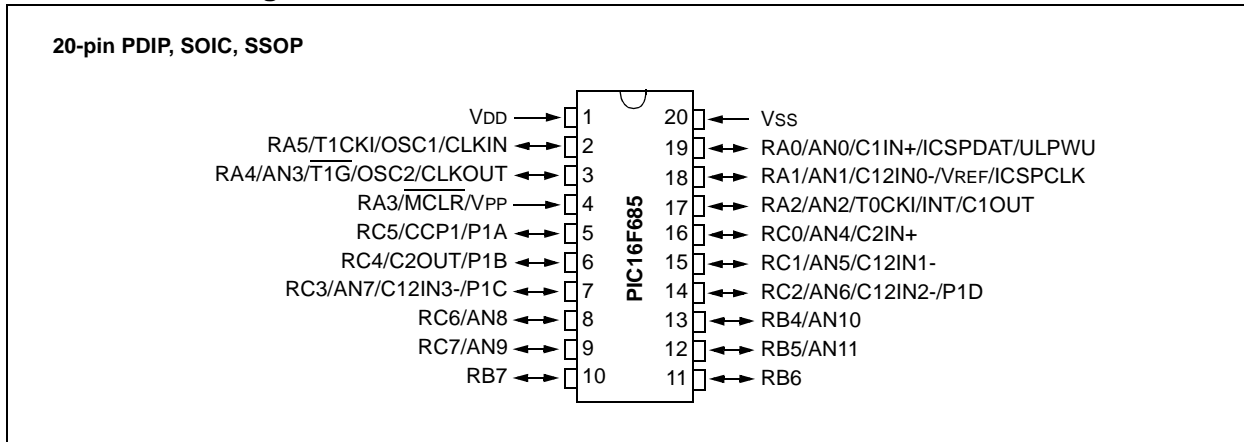 20-pin PDIP, SOIC, SSOP
VDD 1 20 VSS
RA5/T1CKI/OSC1/CLKIN 2 19 RA0/AN0/C1IN+/ICSPDAT/ULPWU
RA4/AN3/T1G/OSC2/CLKOUT 3 18 RA1/AN1/C12IN0-/VREF/ICSPCLK
RA3/MCLR/VPP 4 17 RA2/AN2/T0CKI/INT/C1OUT
RC5/CCP1/P1A 5 16 RC0/AN4/C2IN+
RC4/C2OUT/P1B 6 15 RC1/AN5/C12IN1-
RC3/AN7/C12IN3-/P1C 7 14 RC2/AN6/C12IN2-/P1D
RC6/AN8 8 13 RB4/AN10
RC7/AN9 9 12 RB5/AN11
RB7 10 11 RB6
PIC16F685